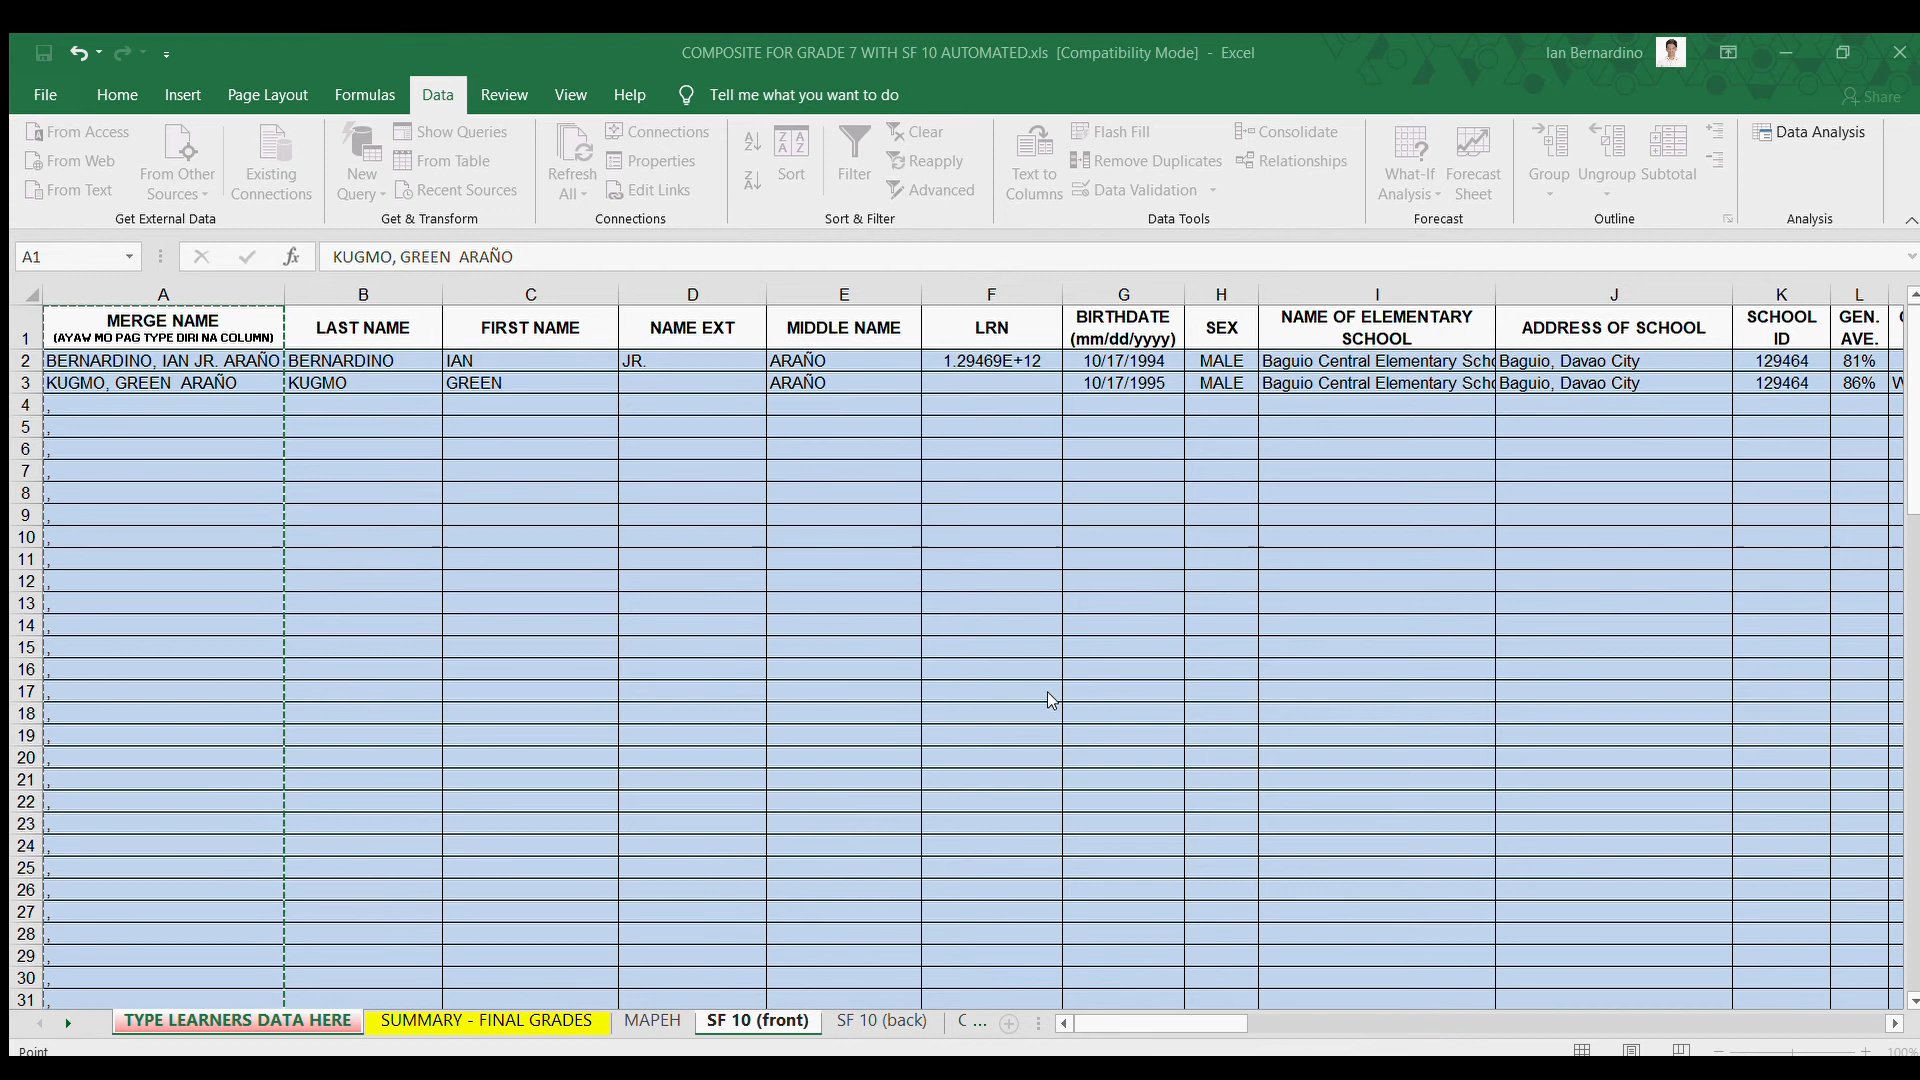 COMPOSITE FOR GRADE 7 WITH SF 10 AUTOMATED.xls [Compatibility Mode] - Excel
Ian Bernardino
File Home Insert Page Layout Formulas Data Review View Help Tell me what you want to do
Share
From Access
From Web
From Text
From Other Sources
Existing Connections
Get External Data
New Query
Show Queries
From Table
Recent Sources
Get & Transform
Refresh All
Connections
Properties
Edit Links
Connections
Sort
Filter
Clear
Reapply
Advanced
Sort & Filter
Text to Columns
Flash Fill
Remove Duplicates
Data Validation
Consolidate
Relationships
Data Tools
What-If Analysis
Forecast Sheet
Forecast
Group
Ungroup
Subtotal
Outline
Data Analysis
Analysis
A1 fx KUGMO, GREEN  ARAÑO
A B C D E F G H I J K L
1 MERGE NAME (AYAW MO PAG TYPE DIRI NA COLUMN) LAST NAME FIRST NAME NAME EXT MIDDLE NAME LRN BIRTHDATE (mm/dd/yyyy) SEX NAME OF ELEMENTARY SCHOOL ADDRESS OF SCHOOL SCHOOL ID GEN. AVE.
2 BERNARDINO, IAN JR. ARAÑO BERNARDINO IAN JR. ARAÑO 1.29469E+12 10/17/1994 MALE Baguio Central Elementary Scho Baguio, Davao City 129464 81%
3 KUGMO, GREEN  ARAÑO KUGMO GREEN ARAÑO 10/17/1995 MALE Baguio Central Elementary Scho Baguio, Davao City 129464 86% W
4 ,
5 ,
6 ,
7 ,
8 ,
9 ,
10 ,
11 ,
12 ,
13 ,
14 ,
15 ,
16 ,
17 ,
18 ,
19 ,
20 ,
21 ,
22 ,
23 ,
24 ,
25 ,
26 ,
27 ,
28 ,
29 ,
30 ,
31 ,
TYPE LEARNERS DATA HERE SUMMARY - FINAL GRADES MAPEH SF 10 (front) SF 10 (back) C ...
Point
100%